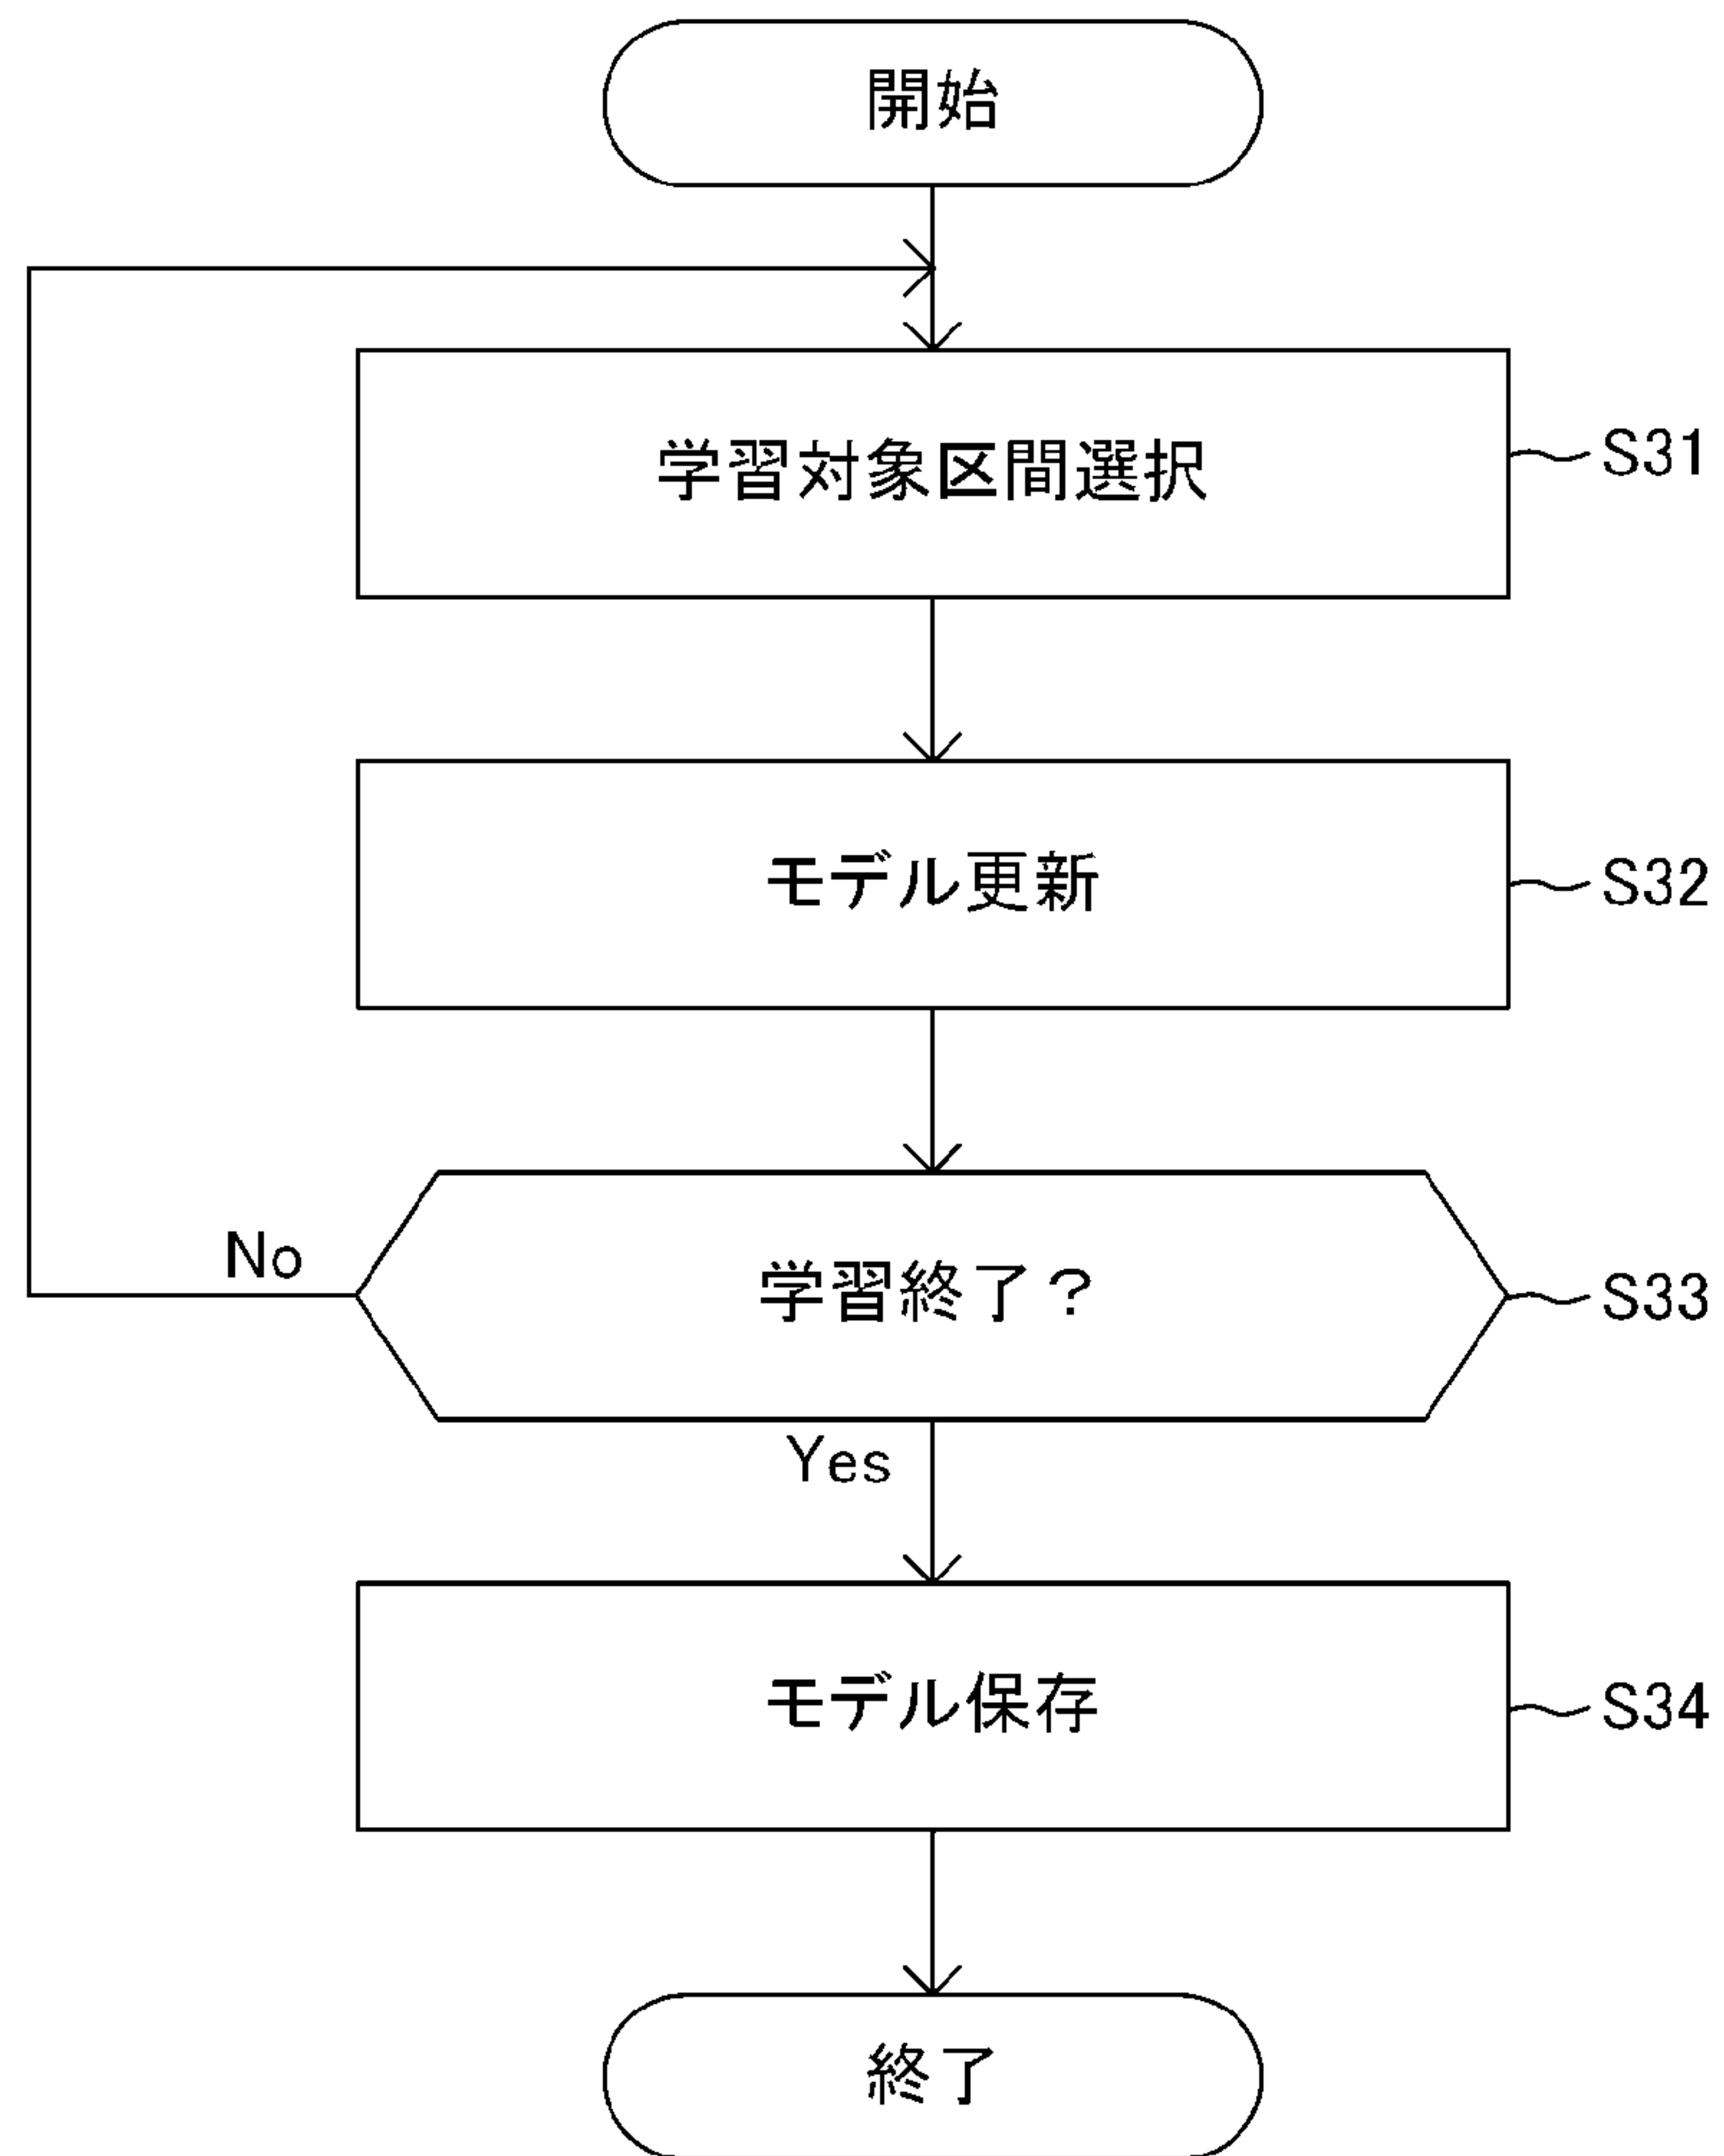 開始
学習対象区間選択
S31
モデル更新
S32
学習終了?
S33
No
Yes
モデル保存
S34
終了